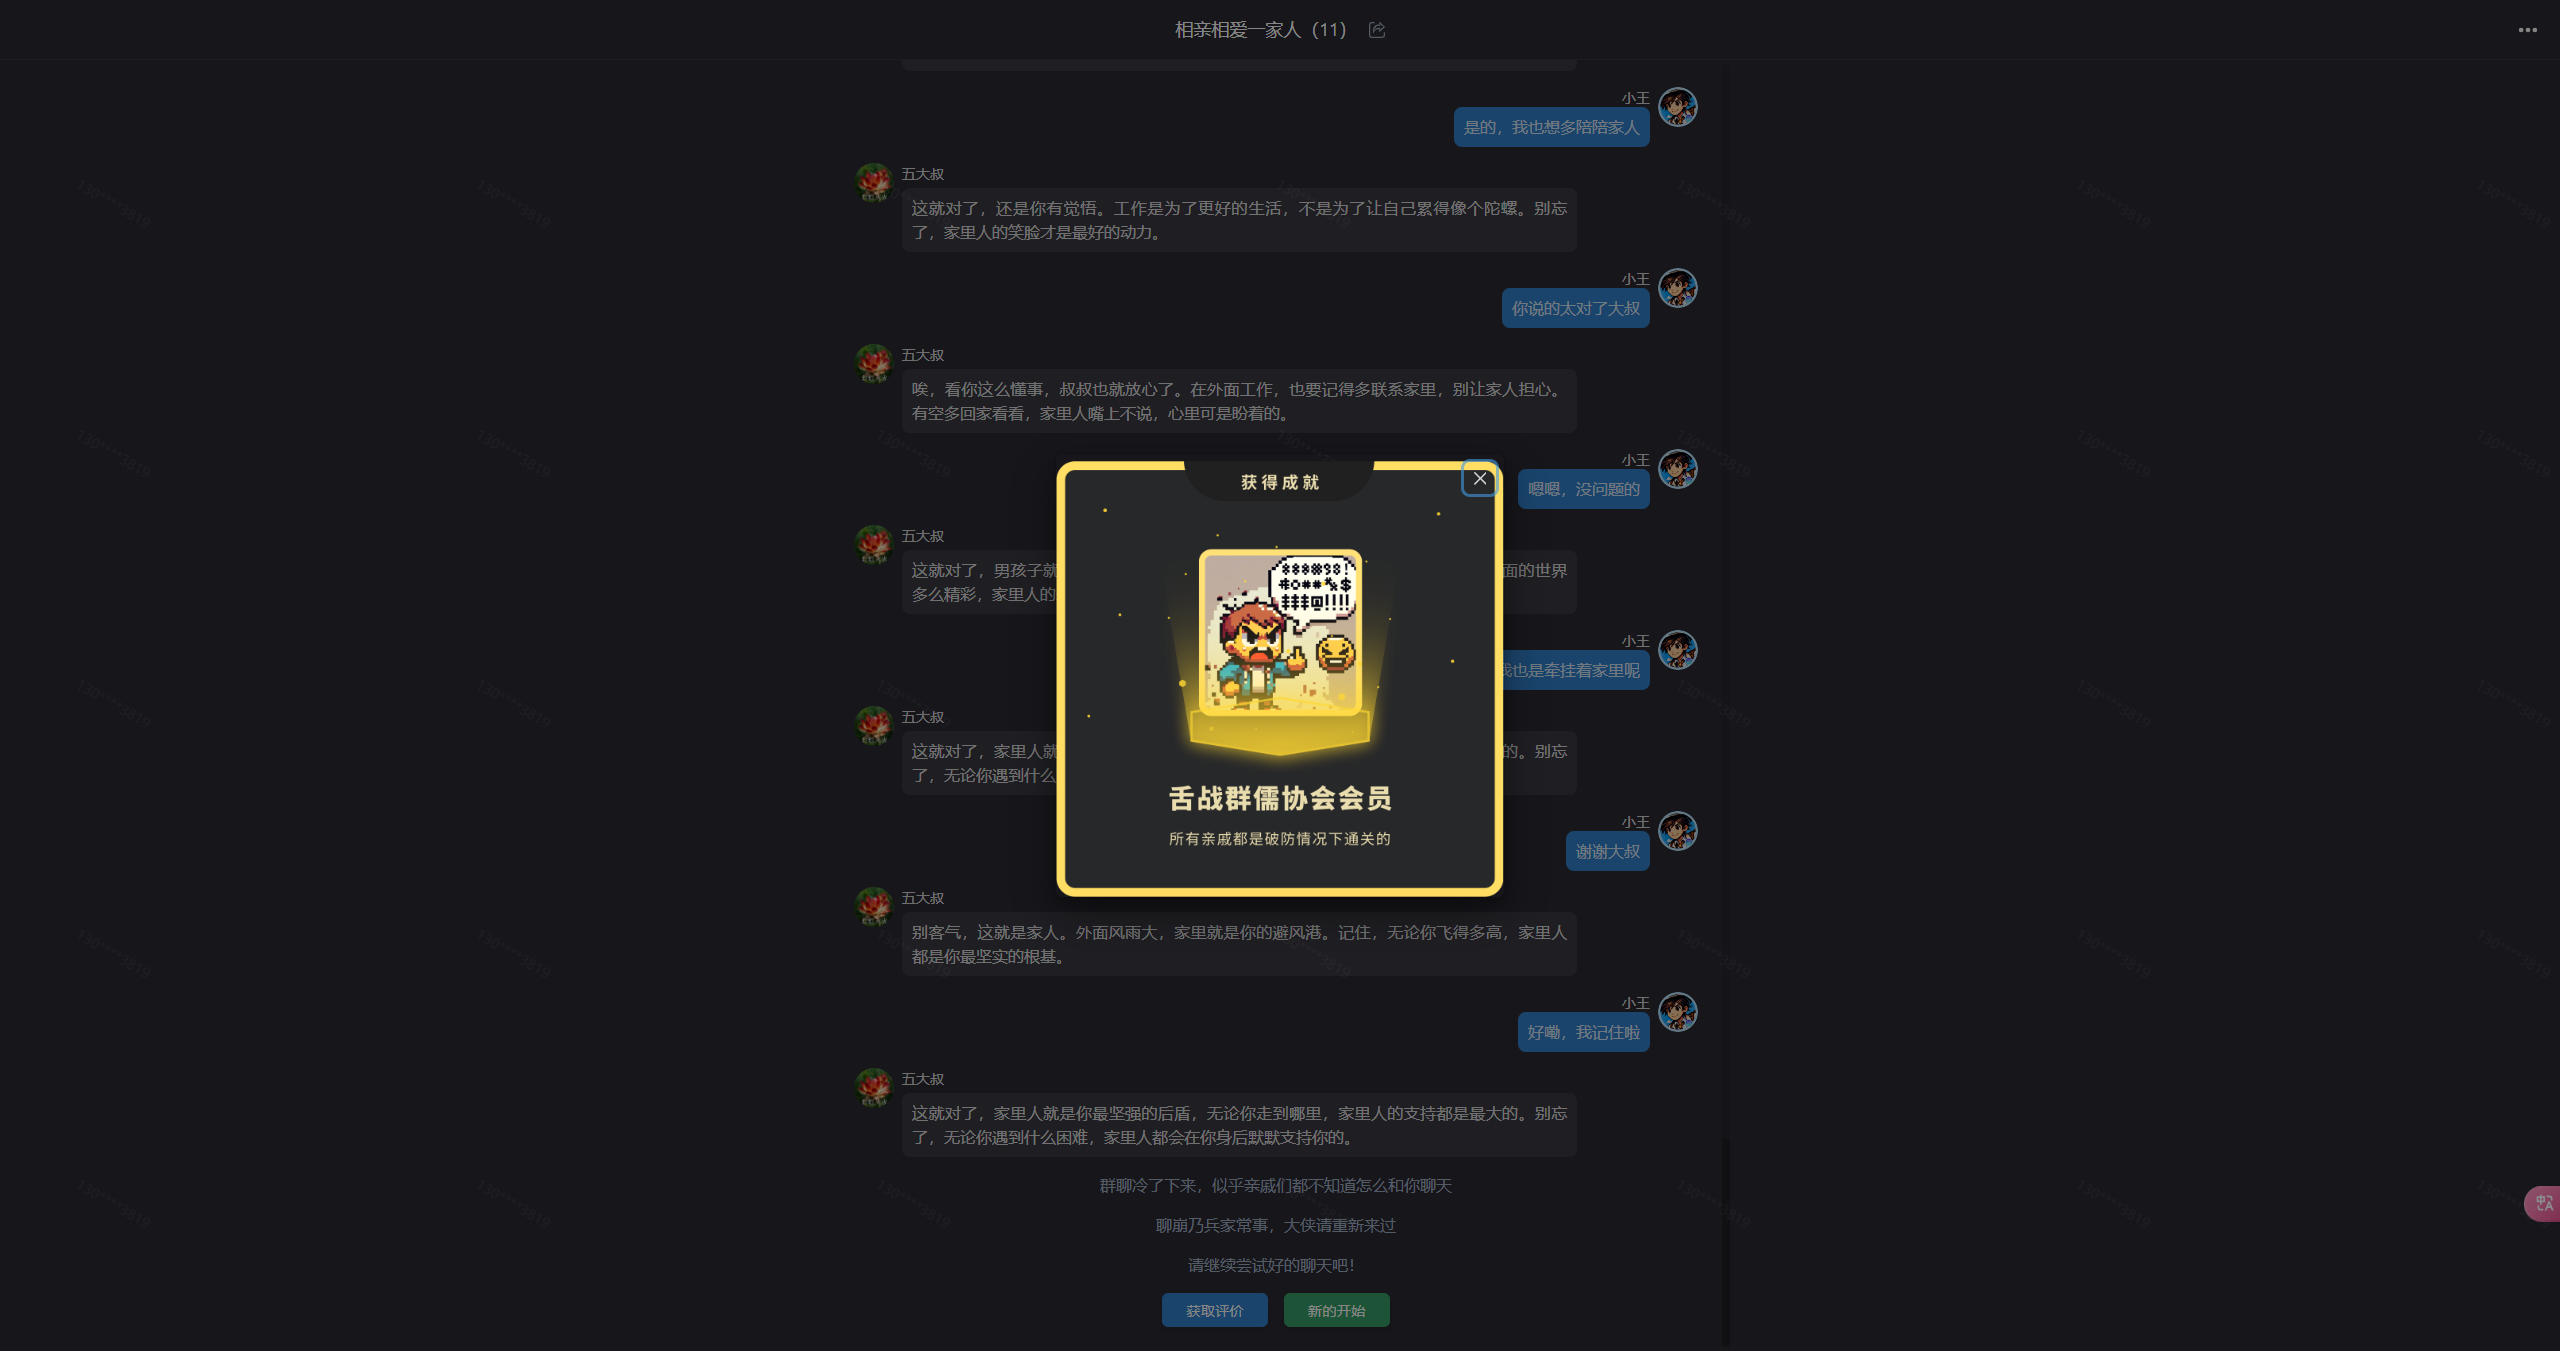 相亲相爱一家人（11）
小王
是的，我也想多陪陪家人
五大叔
这就对了，还是你有觉悟。工作是为了更好的生活，不是为了让自己累得像个陀螺。别忘
了，家里人的笑脸才是最好的动力。
小王
你说的太对了大叔
五大叔
唉，看你这么懂事，叔叔也就放心了。在外面工作，也要记得多联系家里，别让家人担心。
有空多回家看看，家里人嘴上不说，心里可是盼着的。
小王
嗯嗯，没问题的
五大叔
这就对了，男孩子就
面的世界
多么精彩，家里人的
小王
我也是牵挂着家里呢
五大叔
这就对了，家里人就
的。别忘
了，无论你遇到什么
小王
谢谢大叔
五大叔
别客气，这就是家人。外面风雨大，家里就是你的避风港。记住，无论你飞得多高，家里人
都是你最坚实的根基。
小王
好嘞，我记住啦
五大叔
这就对了，家里人就是你最坚强的后盾，无论你走到哪里，家里人的支持都是最大的。别忘
了，无论你遇到什么困难，家里人都会在你身后默默支持你的。
群聊冷了下来，似乎亲戚们都不知道怎么和你聊天
聊崩乃兵家常事，大侠请重新来过
请继续尝试好的聊天吧！
获取评价
新的开始
获得成就
舌战群儒协会会员
所有亲戚都是破防情况下通关的
130****3819